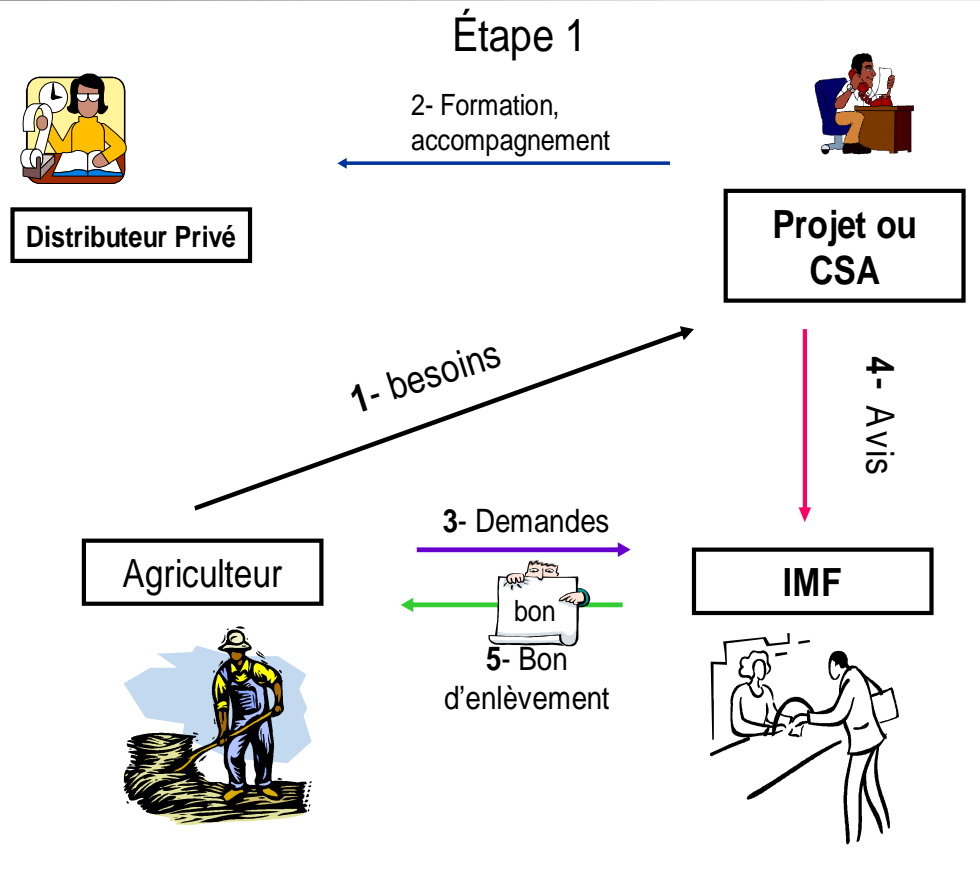 Étape 1
2- Formation,
accompagnement
Distributeur Privé
Projet ou
CSA
1- besoins
4- Avis
3- Demandes
Agriculteur
IMF
bon
5- Bon
d’enlèvement